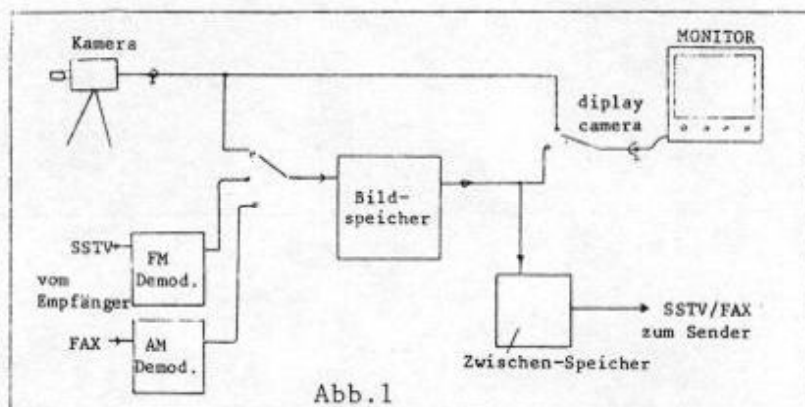 Kamera
MONITOR
diplay
camera
Bild-
speicher
SSTV
FM
Demod.
vom
Empfänger
FAX
AM
Demod.
SSTV/FAX
zum Sender
Zwischen-Speicher
Abb.1